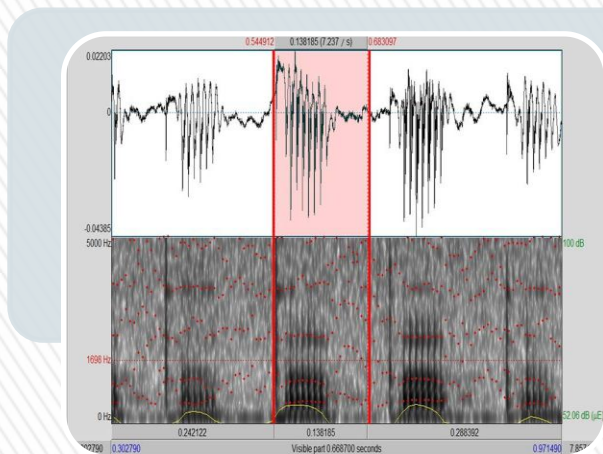 0.544912 0.138185 (7.237 / s) 0.683097
0.02203
0
-0.04385
5000 Hz 100 dB
1698 Hz
0 Hz 52.06 dB (µE)
0.242122 0.138185 0.288392
0.302790 Visible part 0.668700 seconds 0.971490